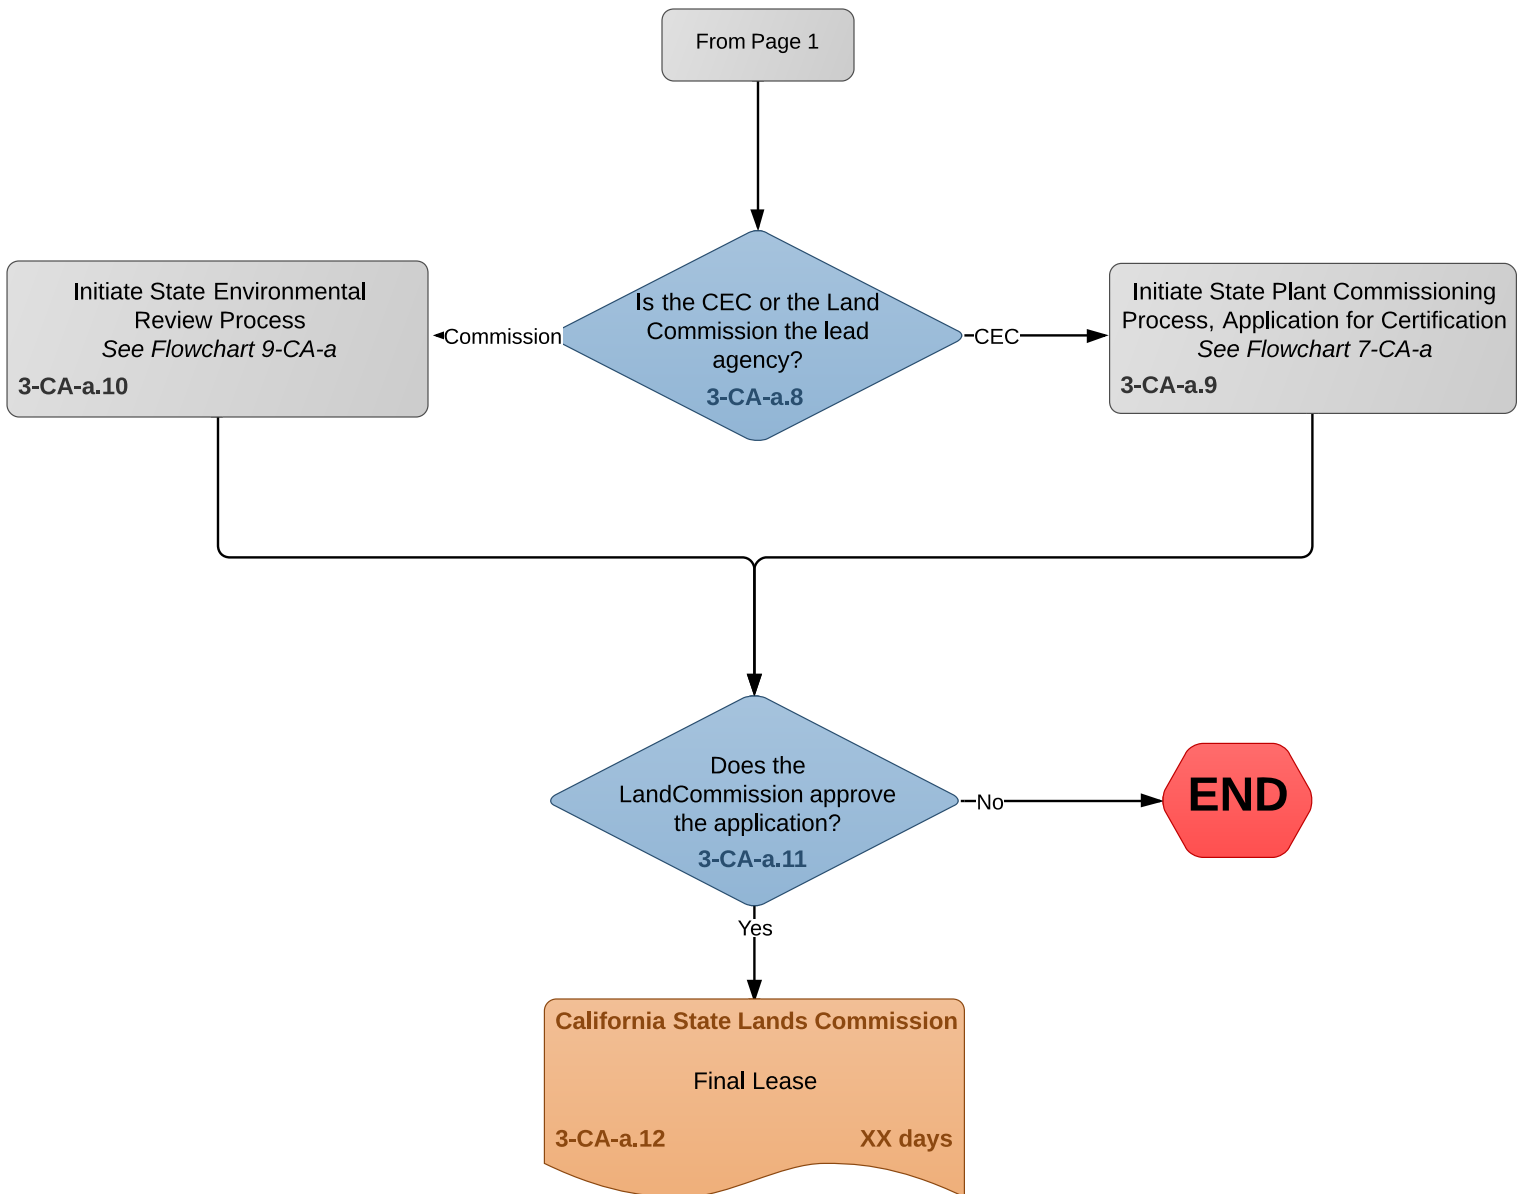 From Page 1
Initiate State Environmental
Review Process
See Flowchart 9-CA-a
3-CA-a.10
Commission
Is the CEC or the Land
Commission the lead
agency?
3-CA-a.8
CEC
Initiate State Plant Commissioning
Process, Application for Certification
See Flowchart 7-CA-a
3-CA-a.9
Does the
LandCommission approve
the application?
3-CA-a.11
No
END
Yes
California State Lands Commission
Final Lease
3-CA-a.12 XX days